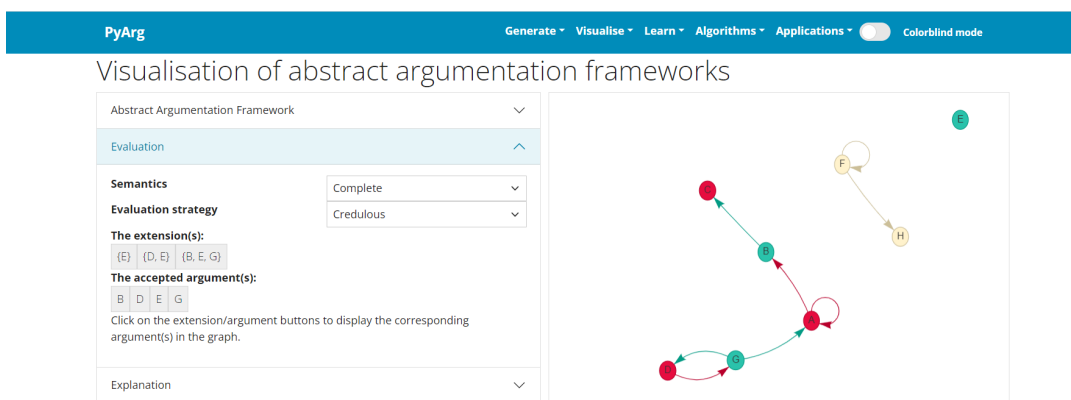 PyArg
Generate Visualise Learn Algorithms Applications Colorblind mode
Visualisation of abstract argumentation frameworks
Abstract Argumentation Framework
Evaluation
Semantics
Complete
Evaluation strategy
Credulous
The extension(s):
{E} {D, E} {B, E, G}
The accepted argument(s):
B D E G
Click on the extension/argument buttons to display the corresponding
argument(s) in the graph.
Explanation
E
F
C
H
B
A
G
D